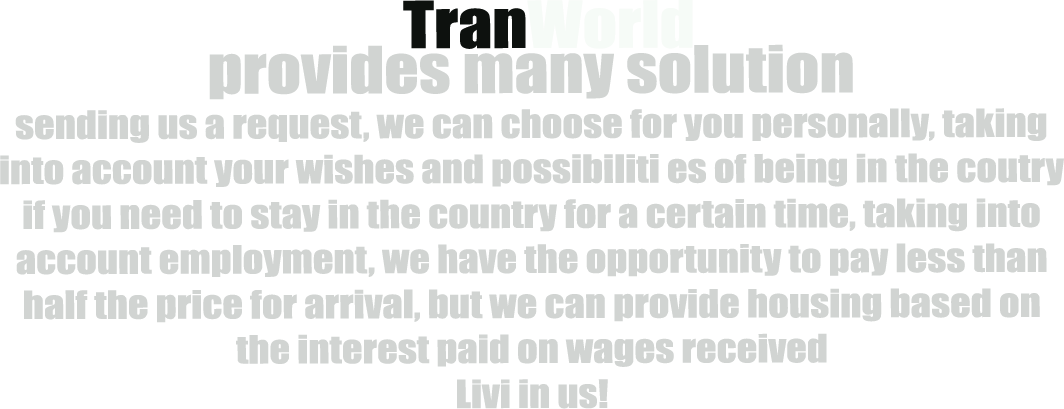 TranWorld
provides many solution
sending us a request, we can choose for you personally, taking
into account your wishes and possibiliti es of being in the coutry
if you need to stay in the country for a certain time, taking into
account employment, we have the opportunity to pay less than
half the price for arrival, but we can provide housing based on
the interest paid on wages received
Livi in us!